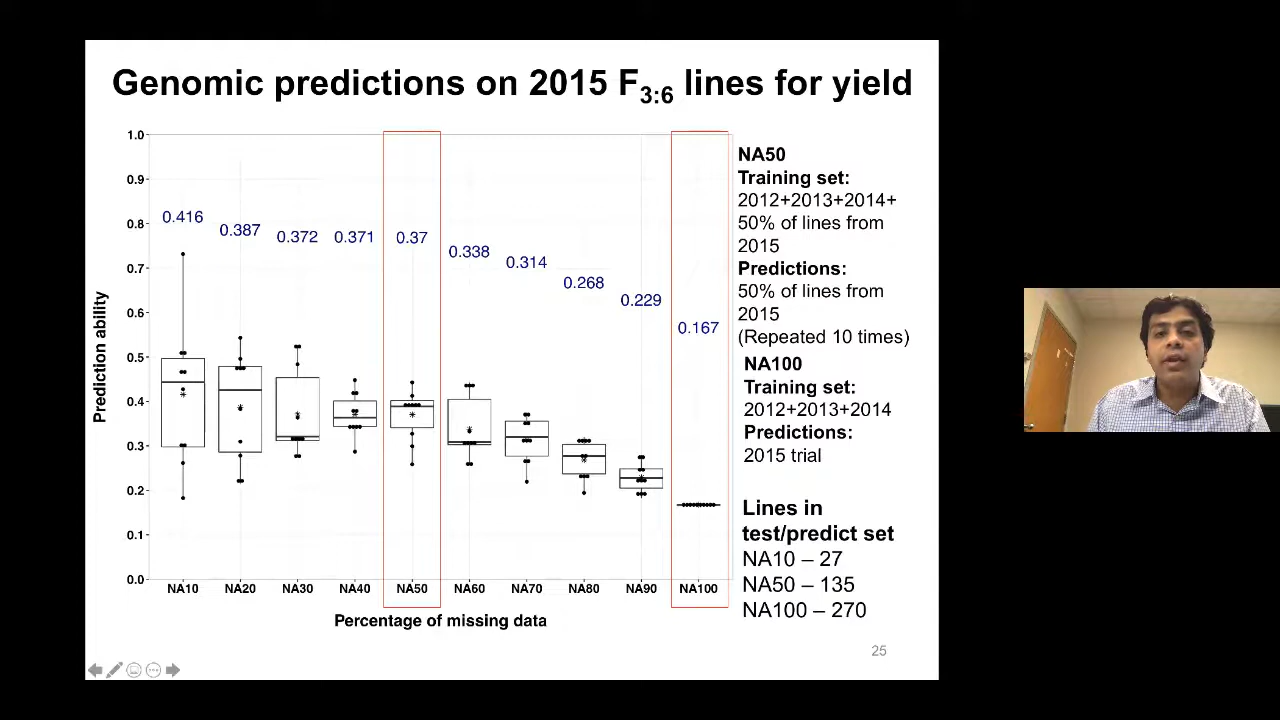 Genomic predictions on 2015 F3:6 lines for yield
1.0
0.9
0.8
0.7
0.6
0.5
0.4
0.3
0.2
0.1
0.0
Prediction ability
0.416
0.387
0.372
0.371
0.37
0.338
0.314
0.268
0.229
0.167
NA10 NA20 NA30 NA40 NA50 NA60 NA70 NA80 NA90 NA100
Percentage of missing data
NA50
Training set:
2012+2013+2014+
50% of lines from
2015
Predictions:
50% of lines from
2015
(Repeated 10 times)
NA100
Training set:
2012+2013+2014
Predictions:
2015 trial
Lines in
test/predict set
NA10 – 27
NA50 – 135
NA100 – 270
25